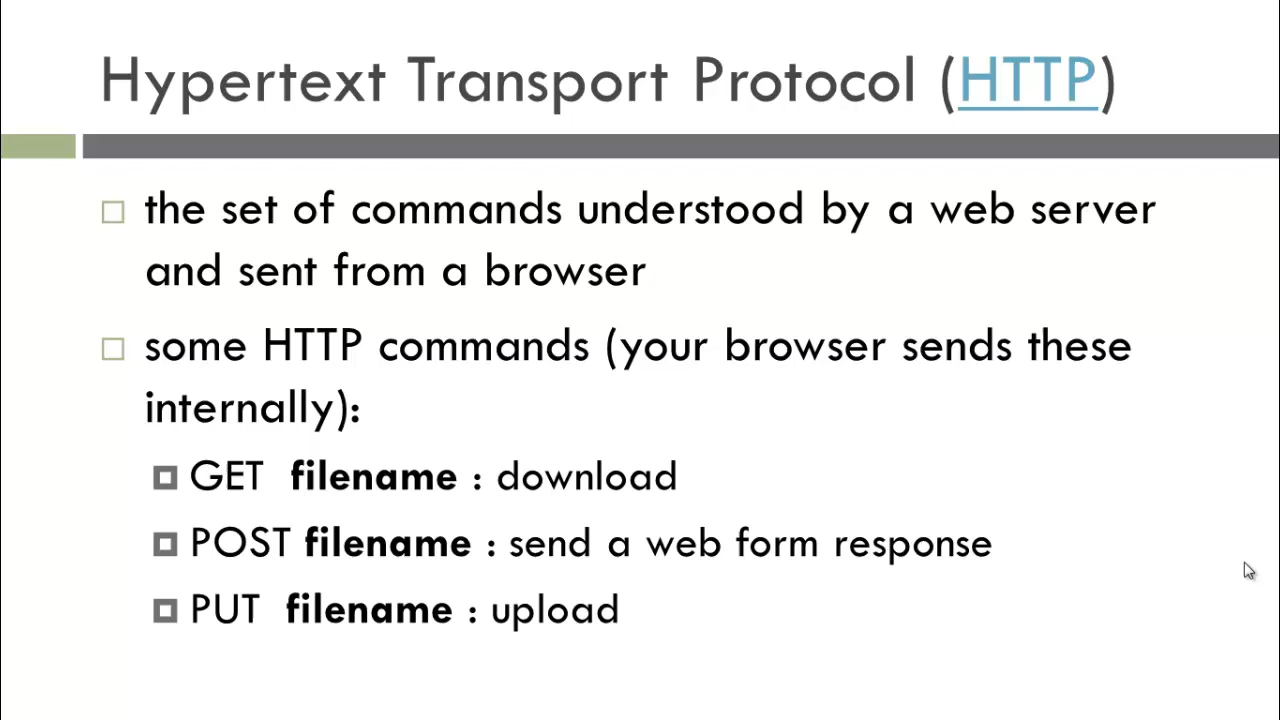 Hypertext Transport Protocol (HTTP)
the set of commands understood by a web server
and sent from a browser
some HTTP commands (your browser sends these
internally):
GET filename : download
POST filename : send a web form response
PUT filename : upload